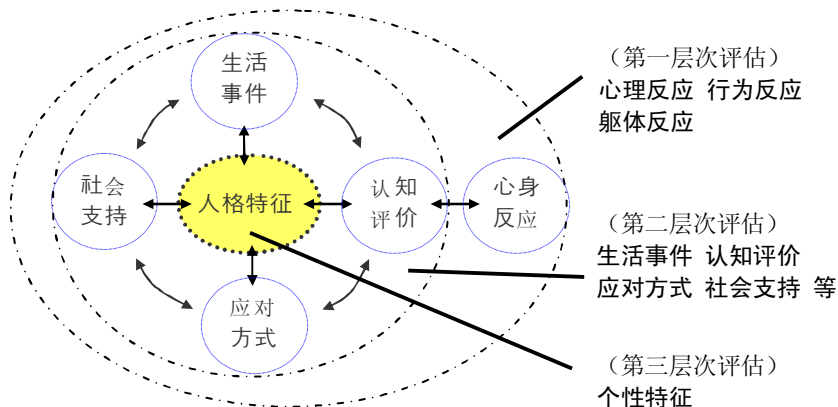 生活
事件
社会
支持
人格特征
认知
评价
心身
反应
应对
方式
（第一层次评估）
心理反应 行为反应
躯体反应
（第二层次评估）
生活事件 认知评价
应对方式 社会支持 等
（第三层次评估）
个性特征